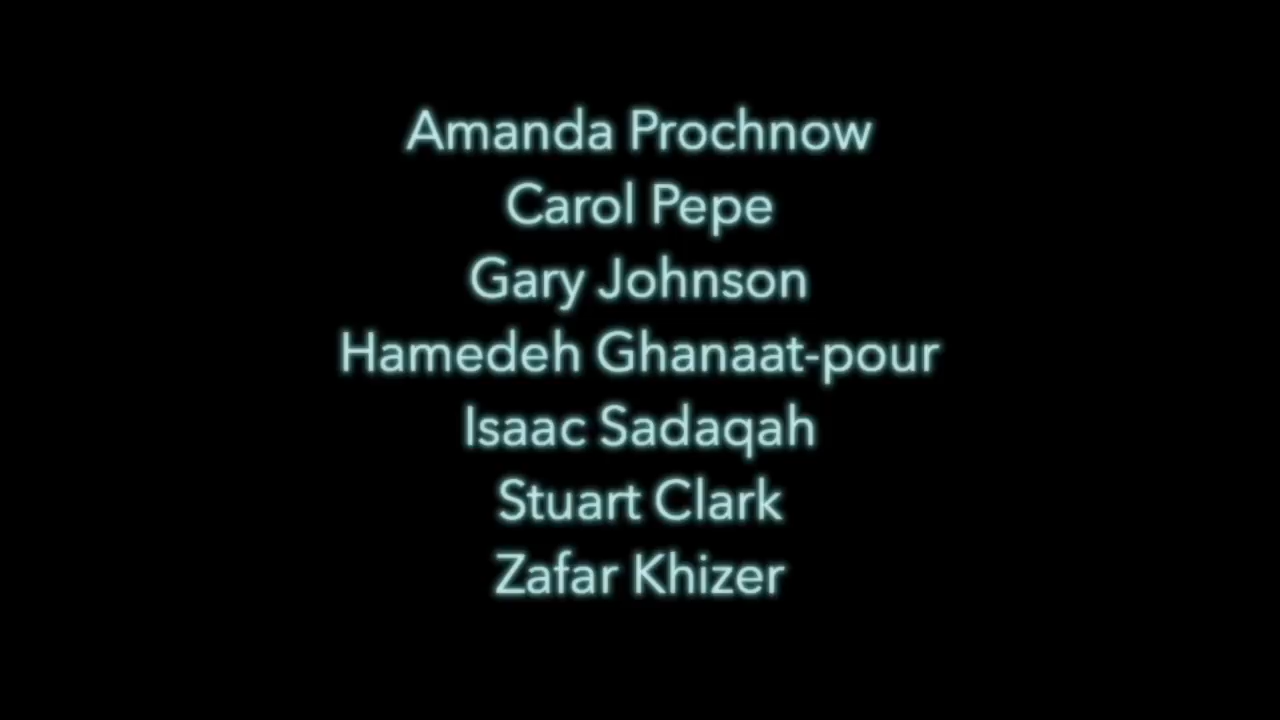 Amanda Prochnow
Carol Pepe
Gary Johnson
Hamedeh Ghanaat-pour
Isaac Sadaqah
Stuart Clark
Zafar Khizer